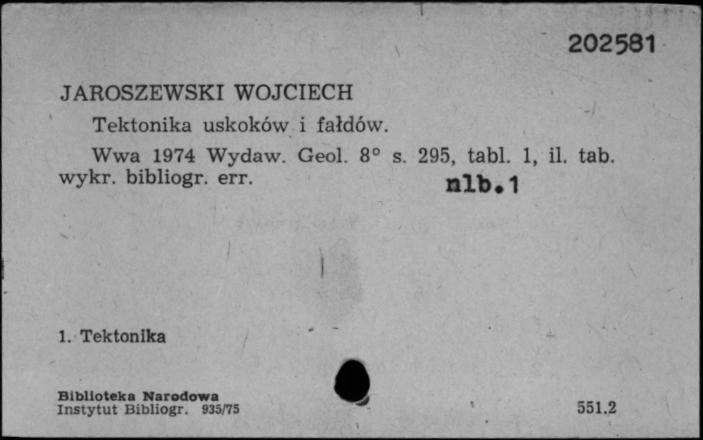 202581
JAROSZEWSKI WOJCIECH
Tektonika uskoków i fałdów.
Wwa 1974 Wydaw. Geol. 8° s. 295, tabl. 1, il. tab.
wykr. bibliogr. err.
nlb.1
1. Tektonika
Biblioteka Narodowa
Instytut Bibliogr. 935/75
551.2